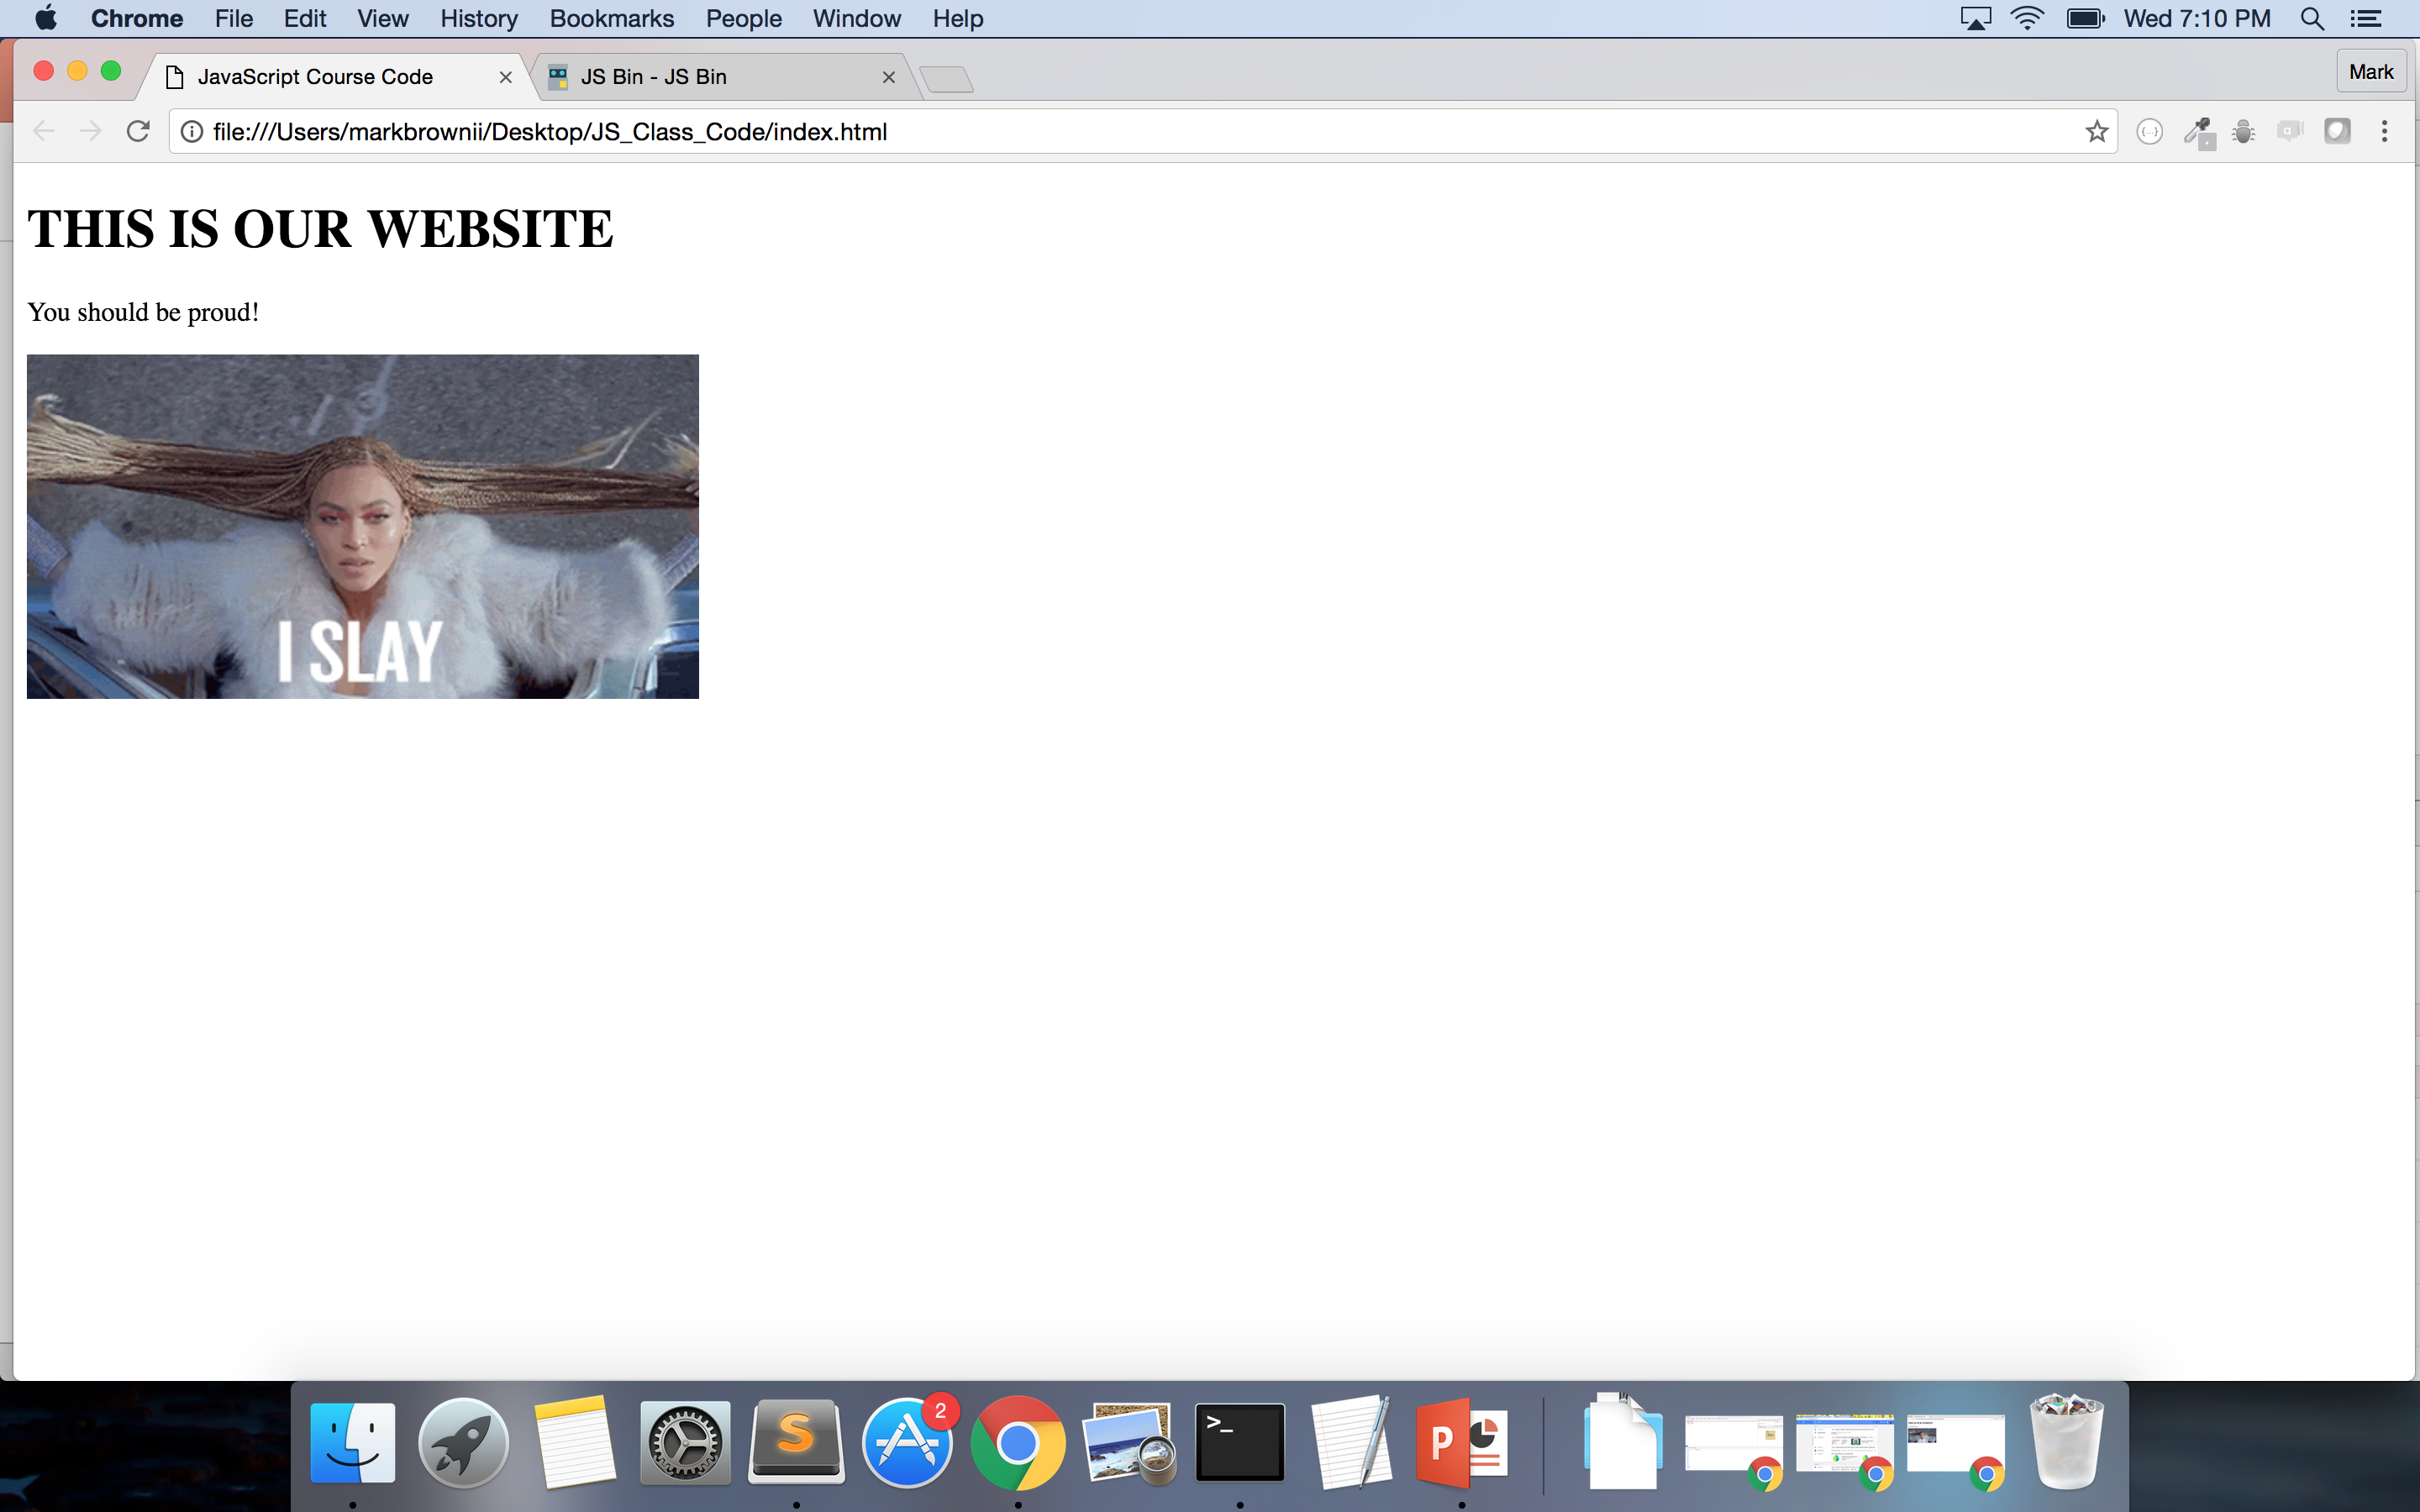 Chrome File Edit View History Bookmarks People Window Help Wed 7:10 PM
JavaScript Course Code JS Bin - JS Bin Mark
file:///Users/markbrownii/Desktop/JS_Class_Code/index.html
THIS IS OUR WEBSITE
You should be proud!
I SLAY
2
S
>_
P